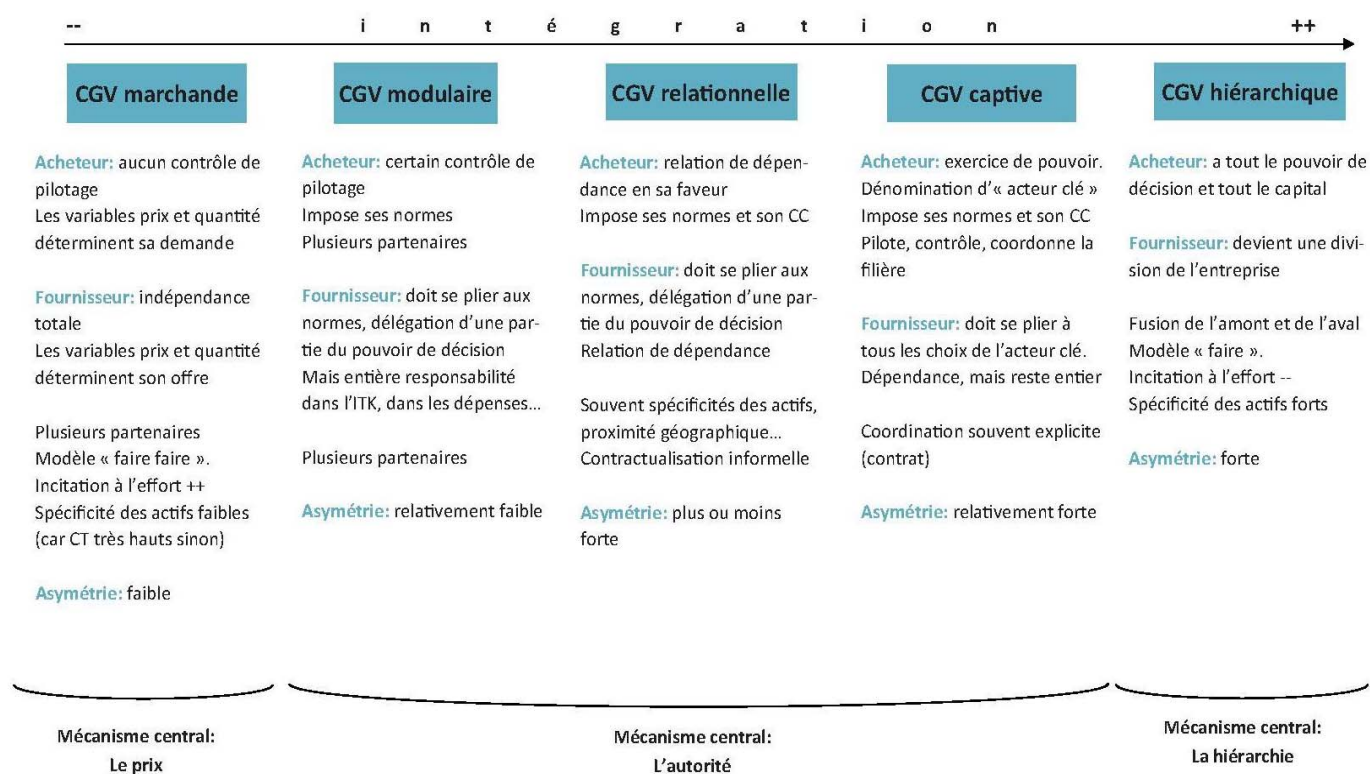 -- i n t é g r a t i o n ++
CGV marchande
Acheteur: aucun contrôle de
pilotage
Les variables prix et quantité
déterminent sa demande
Fournisseur: indépendance
totale
Les variables prix et quantité
déterminent son offre
Plusieurs partenaires
Modèle « faire faire ».
Incitation à l’effort ++
Spécificité des actifs faibles
(car CT très hauts sinon)
Asymétrie: faible
CGV modulaire
Acheteur: certain contrôle de
pilotage
Impose ses normes
Plusieurs partenaires
Fournisseur: doit se plier aux
normes, délégation d’une par-
tie du pouvoir de décision
Mais entière responsabilité
dans l’ITK, dans les dépenses…
Plusieurs partenaires
Asymétrie: relativement faible
CGV relationnelle
Acheteur: relation de dépen-
dance en sa faveur
Impose ses normes et son CC
Fournisseur: doit se plier aux
normes, délégation d’une par-
tie du pouvoir de décision
Relation de dépendance
Souvent spécificités des actifs,
proximité géographique…
Contractualisation informelle
Asymétrie: plus ou moins
forte
CGV captive
Acheteur: exercice de pouvoir.
Dénomination d’« acteur clé »
Impose ses normes et son CC
Pilote, contrôle, coordonne la
filière
Fournisseur: doit se plier à
tous les choix de l’acteur clé.
Dépendance, mais reste entier
Coordination souvent explicite
(contrat)
Asymétrie: relativement forte
CGV hiérarchique
Acheteur: a tout le pouvoir de
décision et tout le capital
Fournisseur: devient une divi-
sion de l’entreprise
Fusion de l’amont et de l’aval
Modèle « faire ».
Incitation à l’effort --
Spécificité des actifs forts
Asymétrie: forte
Mécanisme central:
Le prix
Mécanisme central:
L’autorité
Mécanisme central:
La hiérarchie